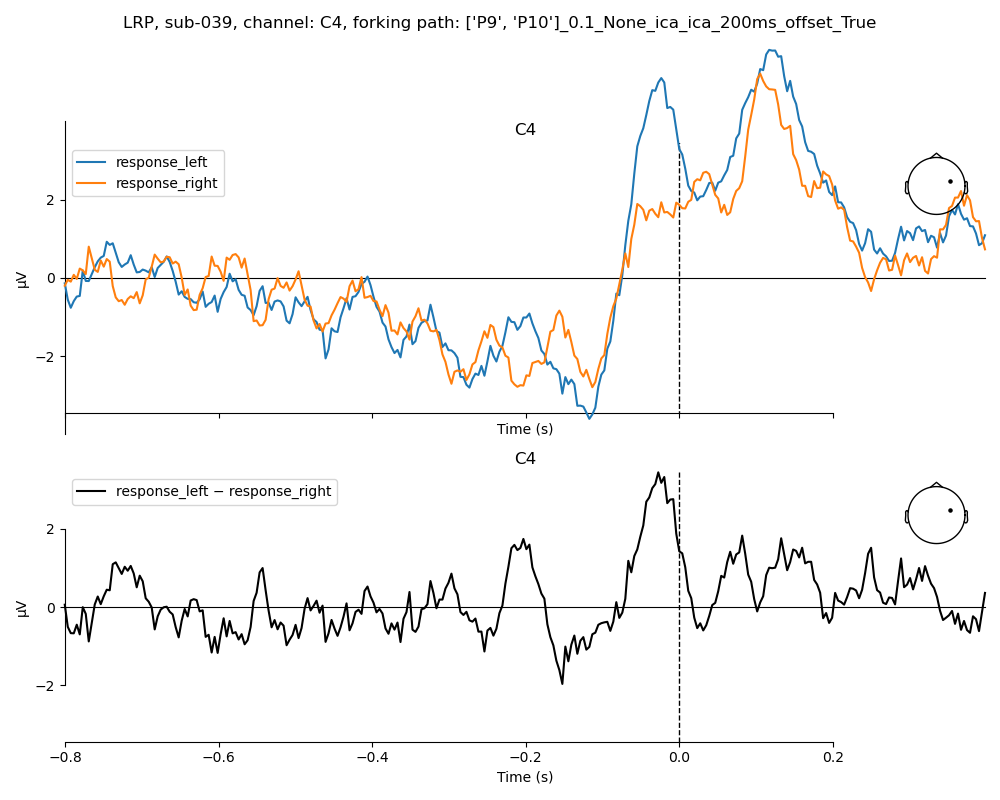 LRP, sub-039, channel: C4, forking path: ['P9', 'P10']_0.1_None_ica_ica_200ms_offset_True
C4
response_left
response_right
2
0
−2
µV
Time (s)
C4
response_left − response_right
2
0
−2
µV
−0.8 −0.6 −0.4 −0.2 0.0 0.2
Time (s)